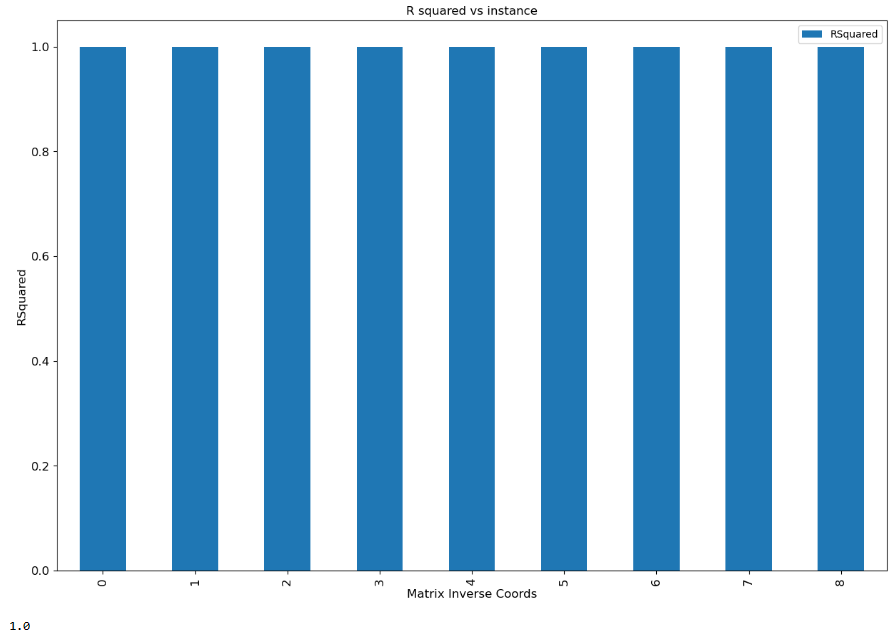 R squared vs instance
RSquared
1.0
0.8
0.6
0.4
0.2
0.0
RSquared
0 1 2 3 4 5 6 7 8
Matrix Inverse Coords
1.0